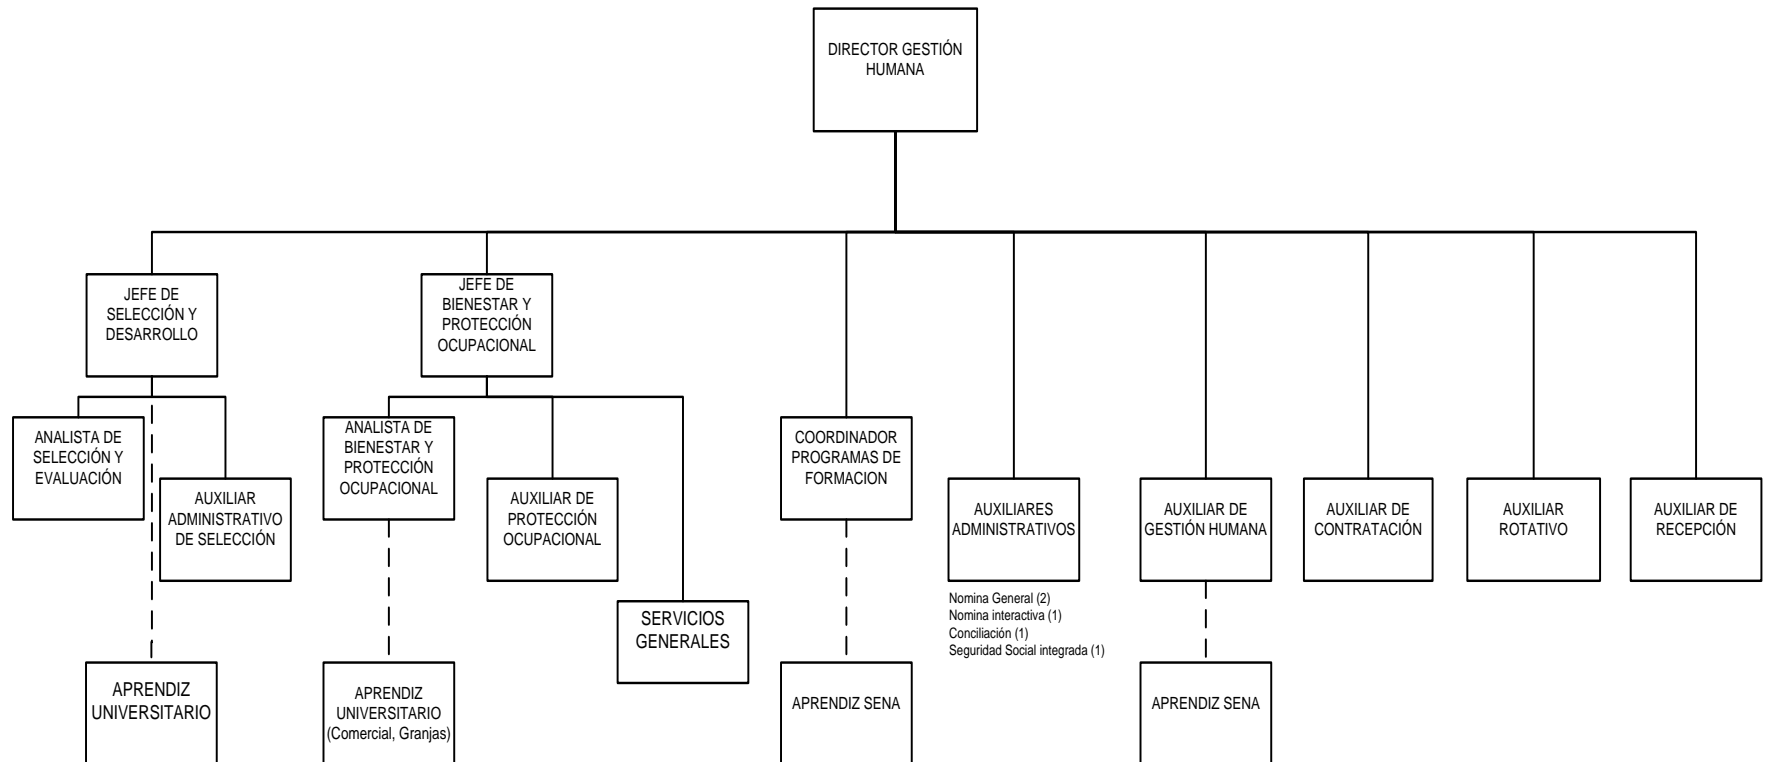 DIRECTOR GESTIÓN
HUMANA
JEFE DE
SELECCIÓN Y
DESARROLLO
JEFE DE
BIENESTAR Y
PROTECCIÓN
OCUPACIONAL
ANALISTA DE
SELECCIÓN Y
EVALUACIÓN
AUXILIAR
ADMINISTRATIVO
DE SELECCIÓN
ANALISTA DE
BIENESTAR Y
PROTECCIÓN
OCUPACIONAL
AUXILIAR DE
PROTECCIÓN
OCUPACIONAL
SERVICIOS
GENERALES
COORDINADOR
PROGRAMAS DE
FORMACION
AUXILIARES
ADMINISTRATIVOS
Nomina General (2)
Nomina interactiva (1)
Conciliación (1)
Seguridad Social integrada (1)
AUXILIAR DE
GESTIÓN HUMANA
AUXILIAR DE
CONTRATACIÓN
AUXILIAR
ROTATIVO
AUXILIAR DE
RECEPCIÓN
APRENDIZ
UNIVERSITARIO
APRENDIZ
UNIVERSITARIO
(Comercial, Granjas)
APRENDIZ SENA
APRENDIZ SENA